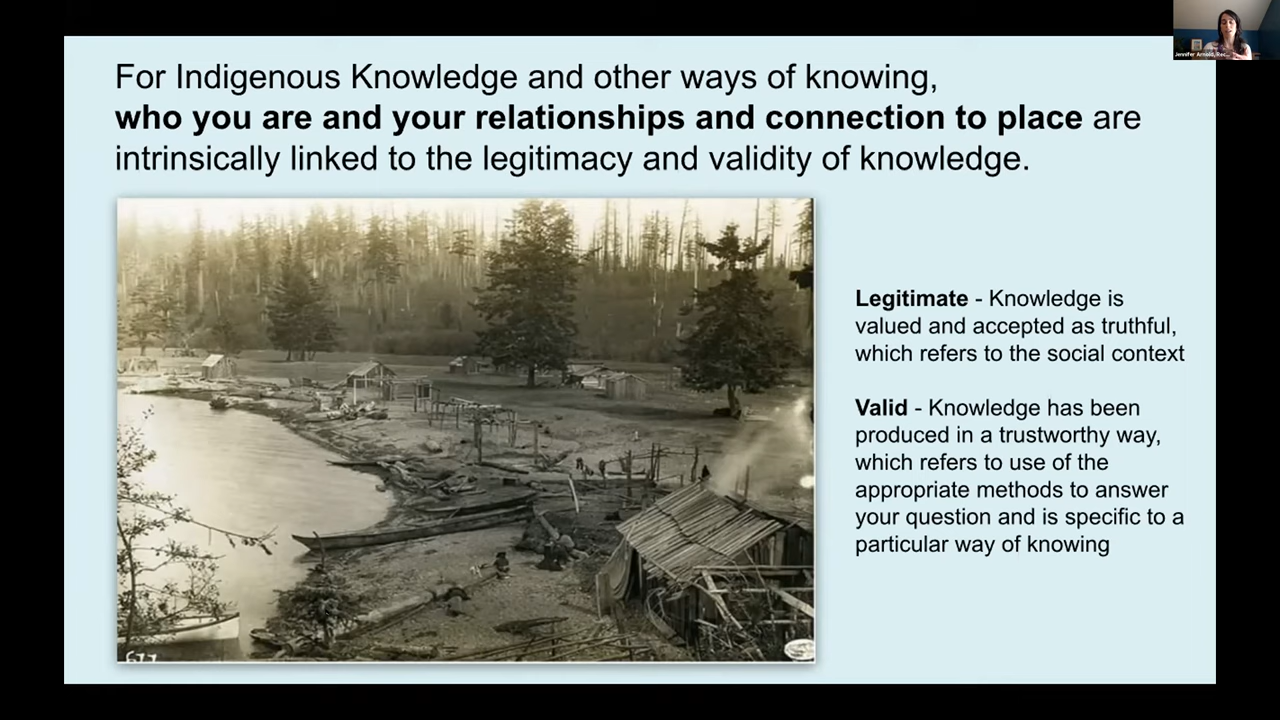 For Indigenous Knowledge and other ways of knowing,
who you are and your relationships and connection to place are
intrinsically linked to the legitimacy and validity of knowledge.
Legitimate - Knowledge is
valued and accepted as truthful,
which refers to the social context
Valid - Knowledge has been
produced in a trustworthy way,
which refers to use of the
appropriate methods to answer
your question and is specific to a
particular way of knowing
677
Jennifer Arnold, Rec...